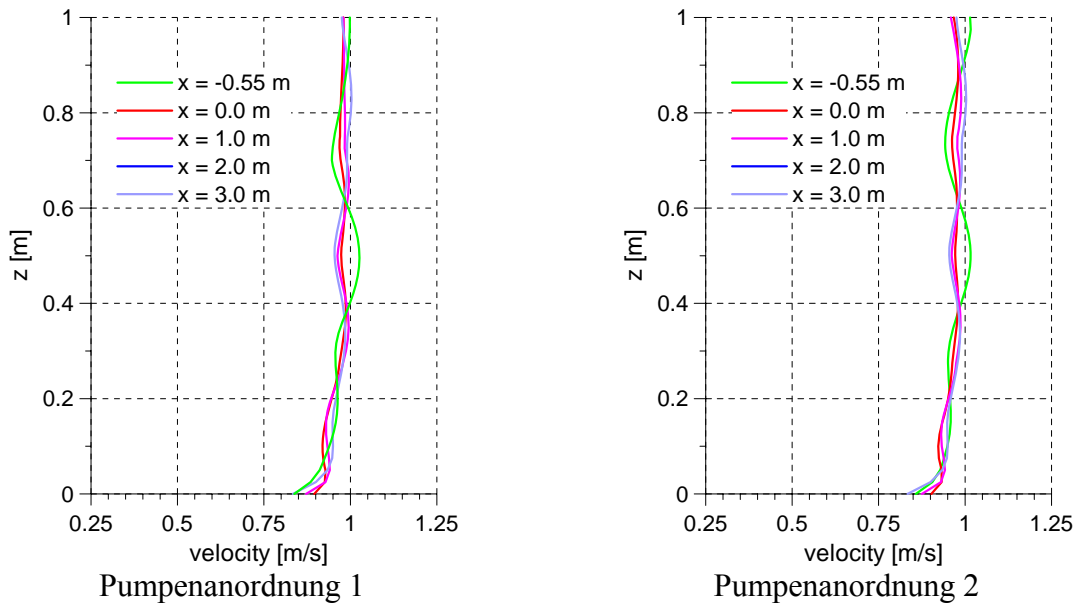 1
0.8
0.6
0.4
0.2
0
z [m]
x = -0.55 m
x = 0.0 m
x = 1.0 m
x = 2.0 m
x = 3.0 m
0.25 0.5 0.75 1 1.25
velocity [m/s]
Pumpenanordnung 1
1
0.8
0.6
0.4
0.2
0
z [m]
x = -0.55 m
x = 0.0 m
x = 1.0 m
x = 2.0 m
x = 3.0 m
0.25 0.5 0.75 1 1.25
velocity [m/s]
Pumpenanordnung 2